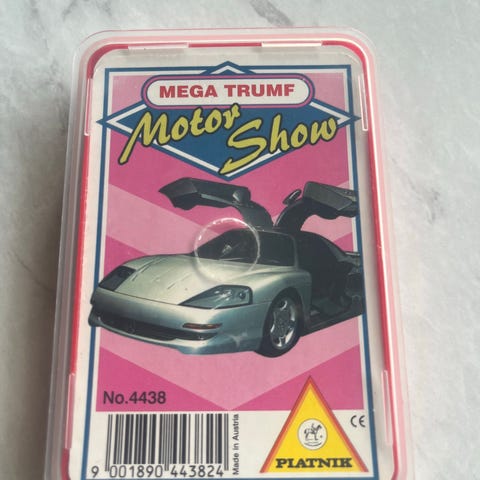 MEGA TRUMF
Motor
Show
No.4438
CE
Made in Austria
9 001890 443824
PIATNIK